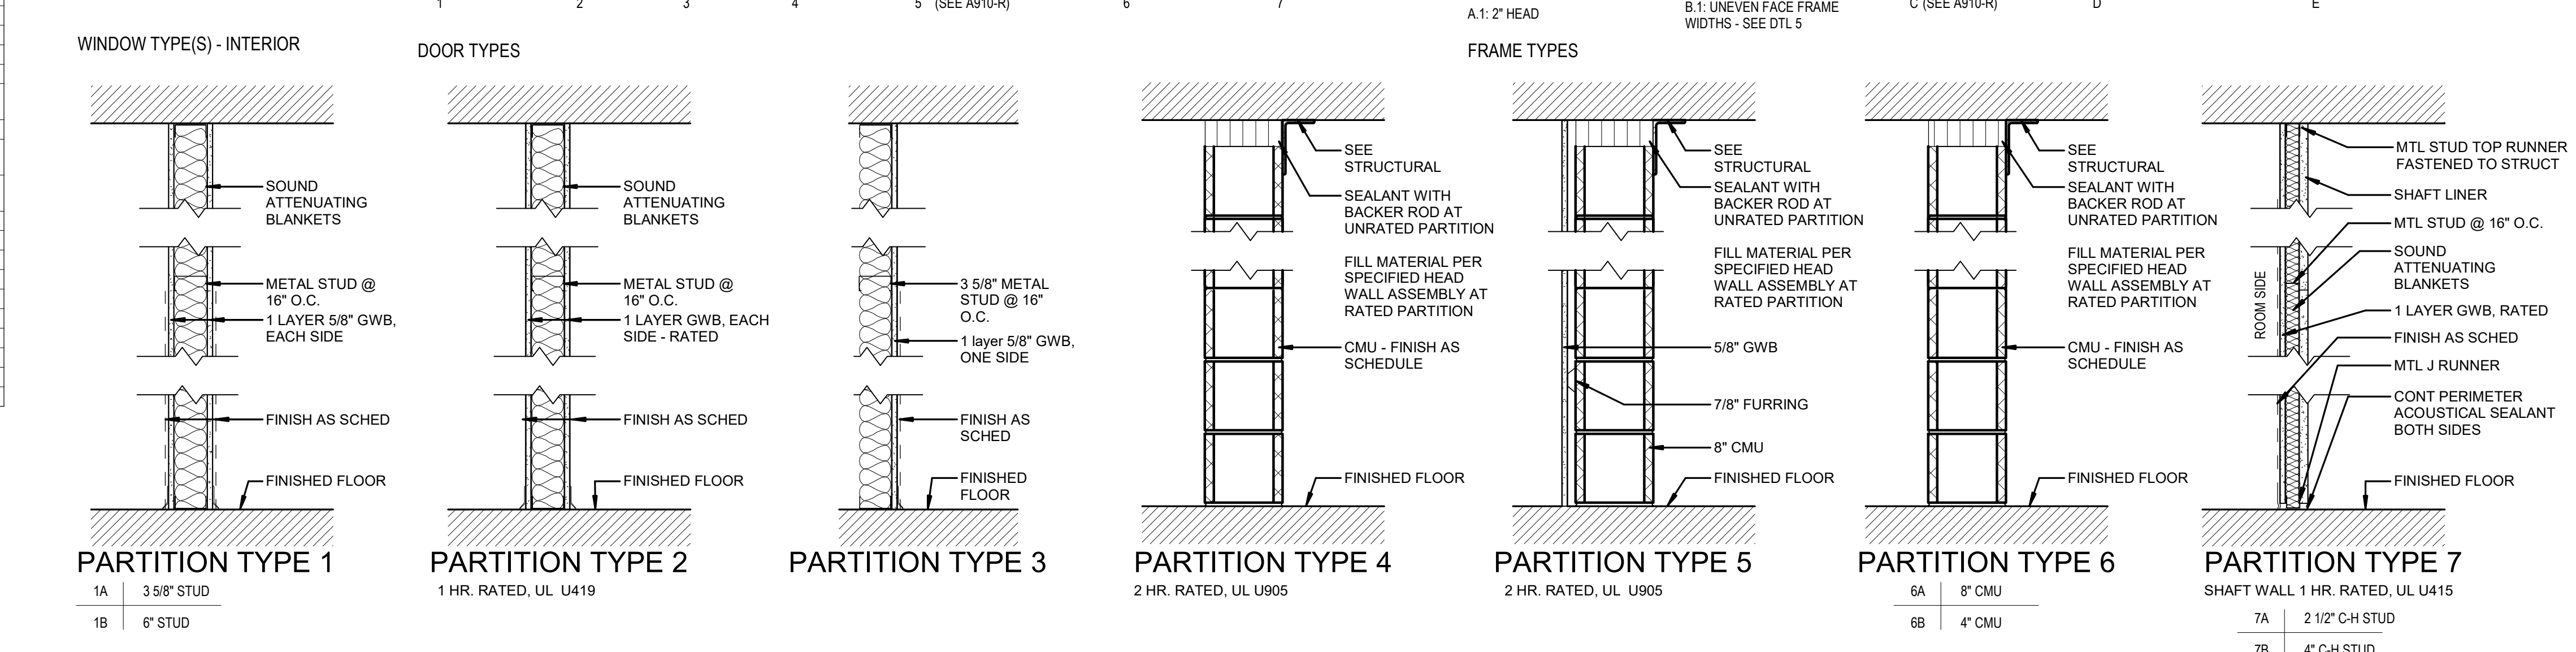 1
2
3
4
5 (SEE A910-R)
6
7
A.1: 2" HEAD
B.1: UNEVEN FACE FRAME
WIDTHS - SEE DTL 5
C (SEE A910-R)
D
E
WINDOW TYPE(S) - INTERIOR
DOOR TYPES
FRAME TYPES
SOUND
ATTENUATING
BLANKETS
METAL STUD @
16" O.C.
1 LAYER 5/8" GWB,
EACH SIDE
FINISH AS SCHED
FINISHED FLOOR
PARTITION TYPE 1
1A 3 5/8" STUD
1B 6" STUD
SOUND
ATTENUATING
BLANKETS
METAL STUD @
16" O.C.
1 LAYER GWB, EACH
SIDE - RATED
FINISH AS SCHED
FINISHED FLOOR
PARTITION TYPE 2
1 HR. RATED, UL U419
3 5/8" METAL
STUD @ 16"
O.C.
1 layer 5/8" GWB,
ONE SIDE
FINISH AS
SCHED
FINISHED
FLOOR
PARTITION TYPE 3
SEE
STRUCTURAL
SEALANT WITH
BACKER ROD AT
UNRATED PARTITION
FILL MATERIAL PER
SPECIFIED HEAD
WALL ASSEMBLY AT
RATED PARTITION
CMU - FINISH AS
SCHEDULE
FINISHED FLOOR
PARTITION TYPE 4
2 HR. RATED, UL U905
SEE
STRUCTURAL
SEALANT WITH
BACKER ROD AT
UNRATED PARTITION
FILL MATERIAL PER
SPECIFIED HEAD
WALL ASSEMBLY AT
RATED PARTITION
5/8" GWB
7/8" FURRING
8" CMU
FINISHED FLOOR
PARTITION TYPE 5
2 HR. RATED, UL U905
SEE
STRUCTURAL
SEALANT WITH
BACKER ROD AT
UNRATED PARTITION
FILL MATERIAL PER
SPECIFIED HEAD
WALL ASSEMBLY AT
RATED PARTITION
CMU - FINISH AS
SCHEDULE
FINISHED FLOOR
PARTITION TYPE 6
6A 8" CMU
6B 4" CMU
MTL STUD TOP RUNNER
FASTENED TO STRUCT
SHAFT LINER
MTL STUD @ 16" O.C.
SOUND
ATTENUATING
BLANKETS
ROOM SIDE
1 LAYER GWB, RATED
FINISH AS SCHED
MTL J RUNNER
CONT PERIMETER
ACOUSTICAL SEALANT
BOTH SIDES
FINISHED FLOOR
PARTITION TYPE 7
SHAFT WALL 1 HR. RATED, UL U415
7A 2 1/2" C-H STUD
7B 4" C-H STUD